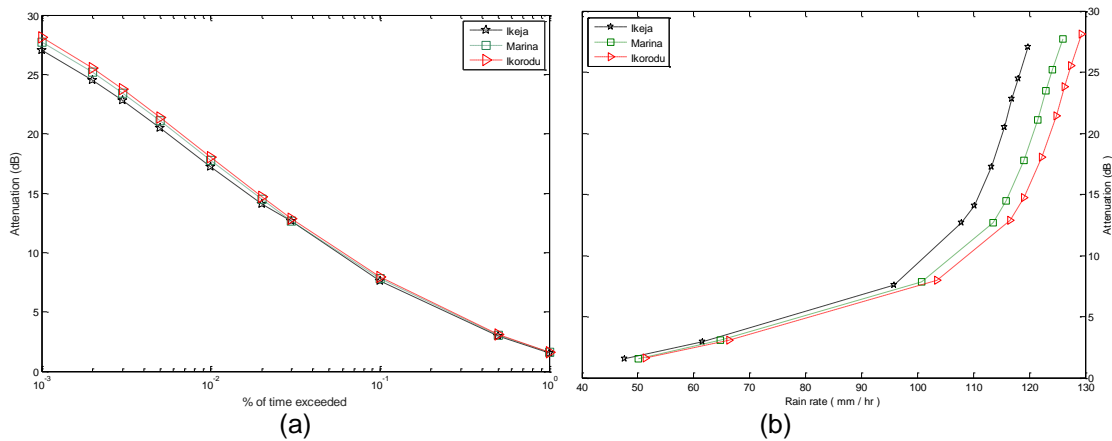 30
25
20
15
10
5
0
Attenuation (dB)
Ikeja
Marina
Ikorodu
10^-3 10^-2 10^-1 10^0
% of time exceeded
(a)
Ikeja
Marina
Ikorodu
30
25
20
15
10
5
0
Attenuation (dB )
40 50 60 70 80 90 100 110 120 130
Rain rate ( mm / hr )
(b)